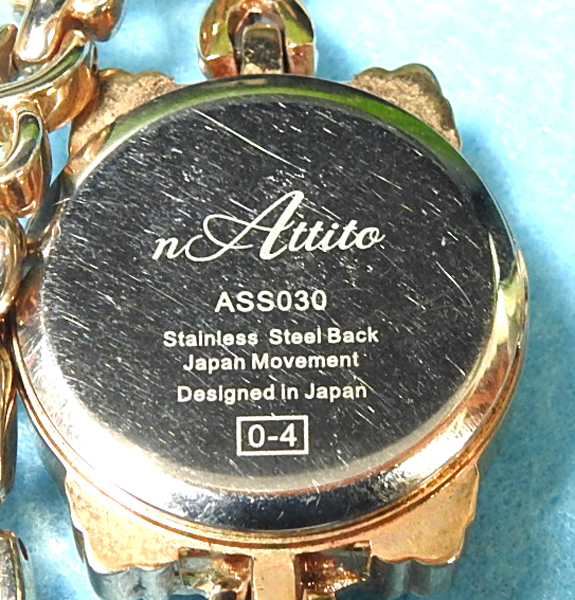 nAttito
ASS030
Stainless Steel Back
Japan Movement
Designed in Japan
0-4